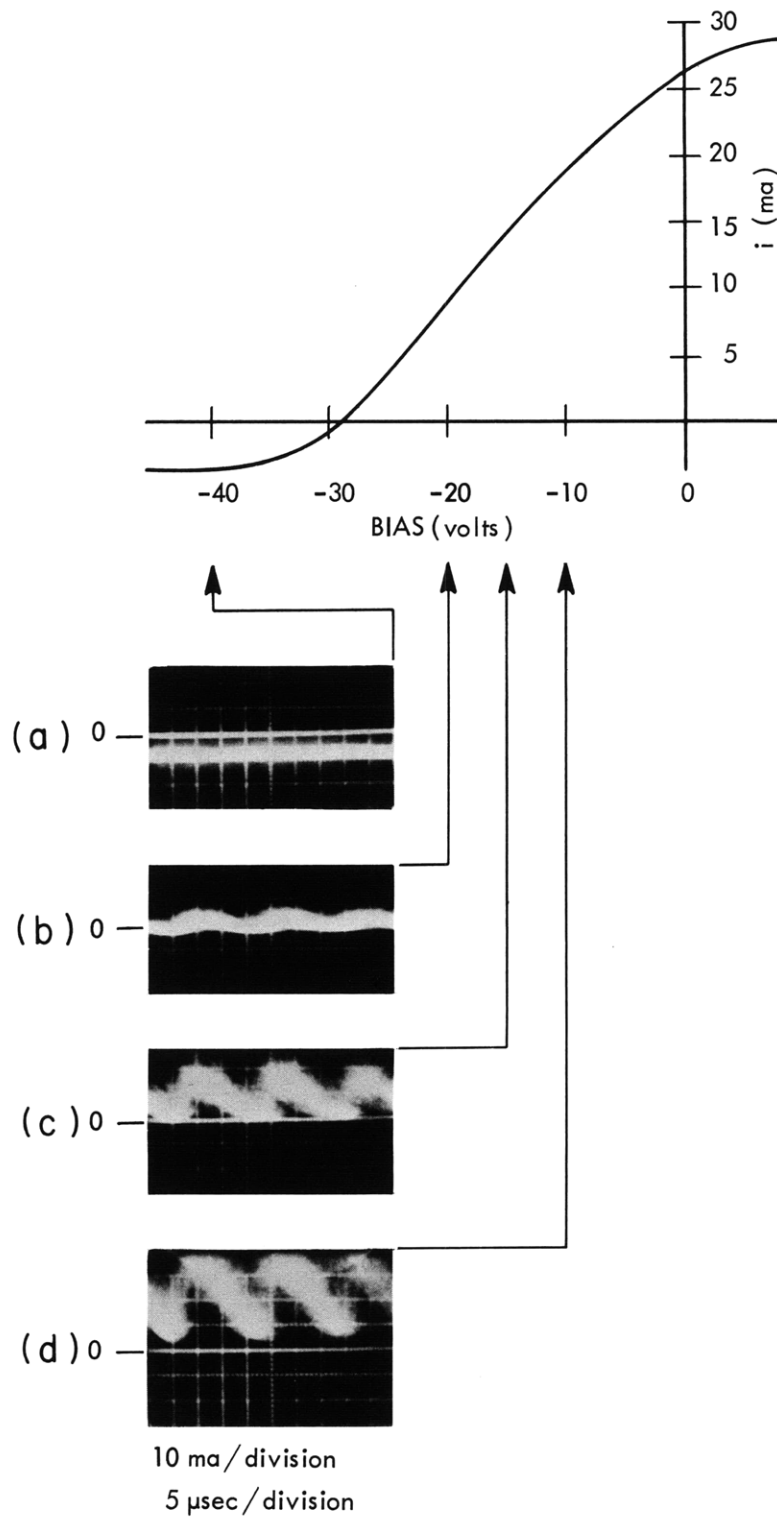 30
25
20
15
10
5
i (ma)
-40 -30 -20 -10 0
BIAS (volts)
(a) 0
(b) 0
(c) 0
(d) 0
10 ma/division
5 μsec/division